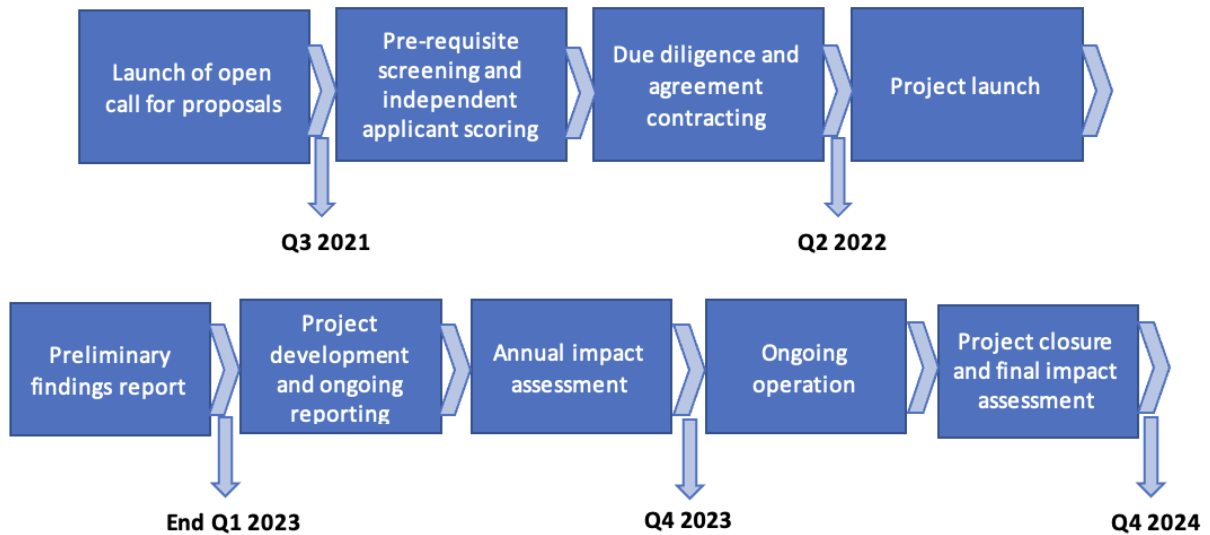 Launch of open
call for proposals
Pre-requisite
screening and
independent
applicant scoring
Due diligence and
agreement
contracting
Project launch
Q3 2021
Q2 2022
Preliminary
findings report
Project
development
and ongoing
reporting
Annual impact
assessment
Ongoing
operation
Project closure
and final impact
assessment
End Q1 2023
Q4 2023
Q4 2024